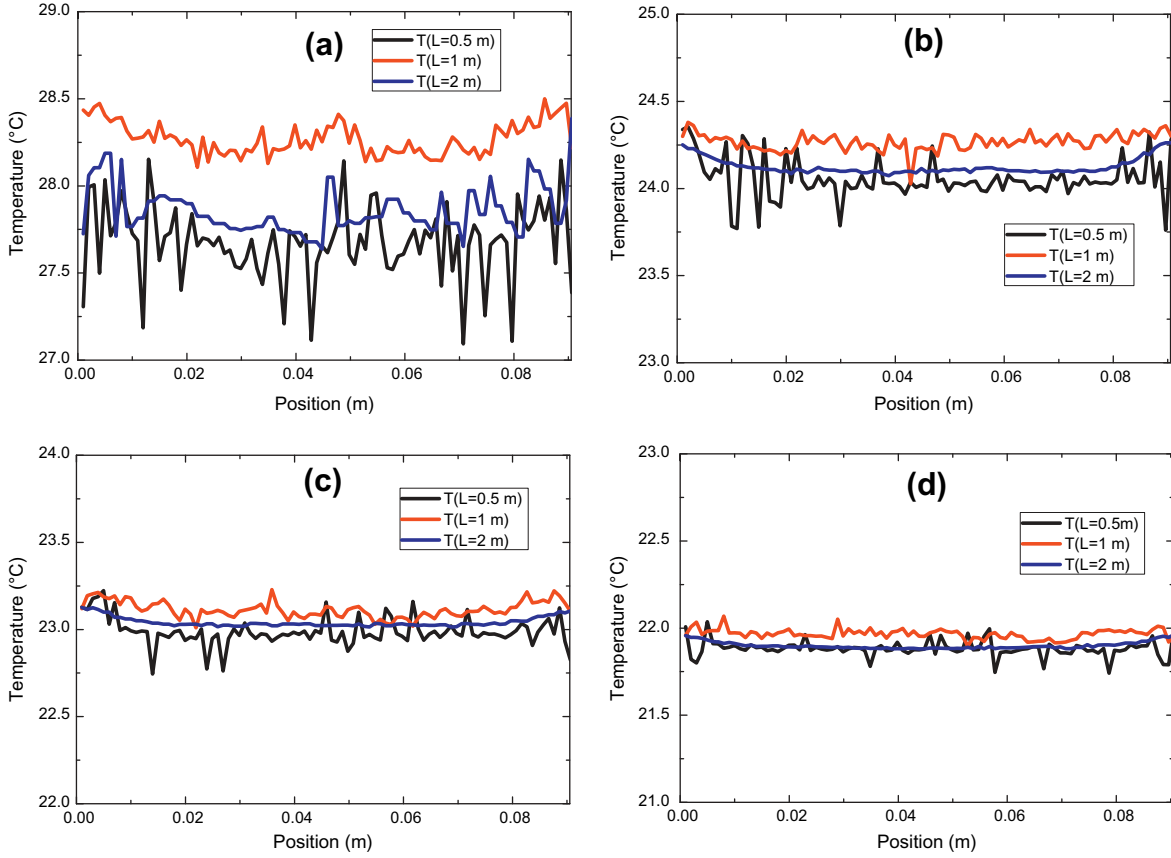 (a)
T(L=0.5 m)
T(L=1 m)
T(L=2 m)
29.0
28.5
28.0
27.5
27.0
Temperature (°C)
0.00 0.02 0.04 0.06 0.08
Position (m)
(b)
T(L=0.5 m)
T(L=1 m)
T(L=2 m)
25.0
24.5
24.0
23.5
23.0
Temperature (°C)
0.00 0.02 0.04 0.06 0.08
Position (m)
(c)
T(L=0.5 m)
T(L=1 m)
T(L=2 m)
24.0
23.5
23.0
22.5
22.0
Temperature (°C)
0.00 0.02 0.04 0.06 0.08
Position (m)
(d)
T(L=0.5m)
T(L=1 m)
T(L=2 m)
23.0
22.5
22.0
21.5
21.0
Temperature (°C)
0.00 0.02 0.04 0.06 0.08
Position (m)